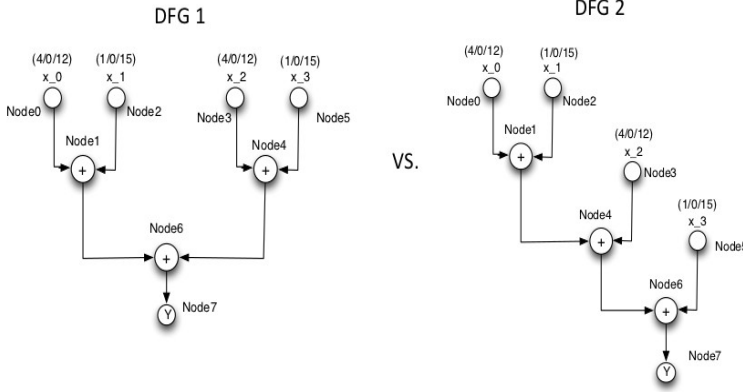 DFG 1
(4/0/12)
x_0
(1/0/15)
x_1
(4/0/12)
x_2
(1/0/15)
x_3
Node0
Node2
Node3
Node5
Node1
+
Node4
+
Node6
+
Node7
Y
VS.
DFG 2
(4/0/12)
x_0
(1/0/15)
x_1
Node0
Node2
Node1
+
(4/0/12)
x_2
Node3
Node4
+
(1/0/15)
x_3
Node5
Node6
+
Node7
Y